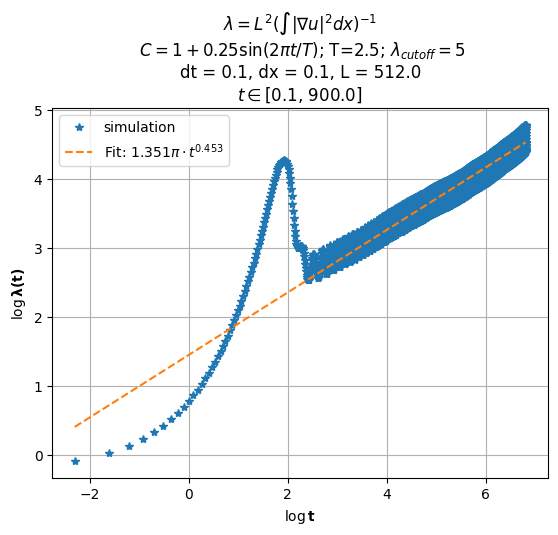 λ = L²(∫|∇u|²dx)⁻¹
C = 1 + 0.25sin(2πt/T); T=2.5; λ_cutoff = 5
dt = 0.1, dx = 0.1, L = 512.0
t ∈ [0.1, 900.0]
simulation
Fit: 1.351π · t^0.453
5
4
3
2
1
0
log λ(t)
−2 0 2 4 6
log t